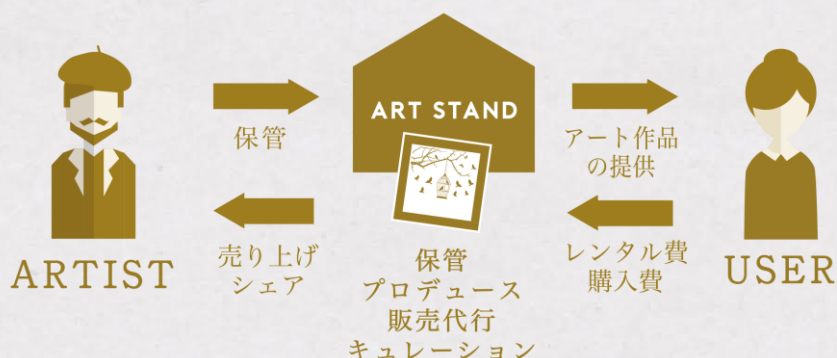 ART STAND
保管
アート作品
の提供
売り上げ
シェア
レンタル費
購入費
ARTIST
保管
プロデュース
販売代行
キュレーション
USER